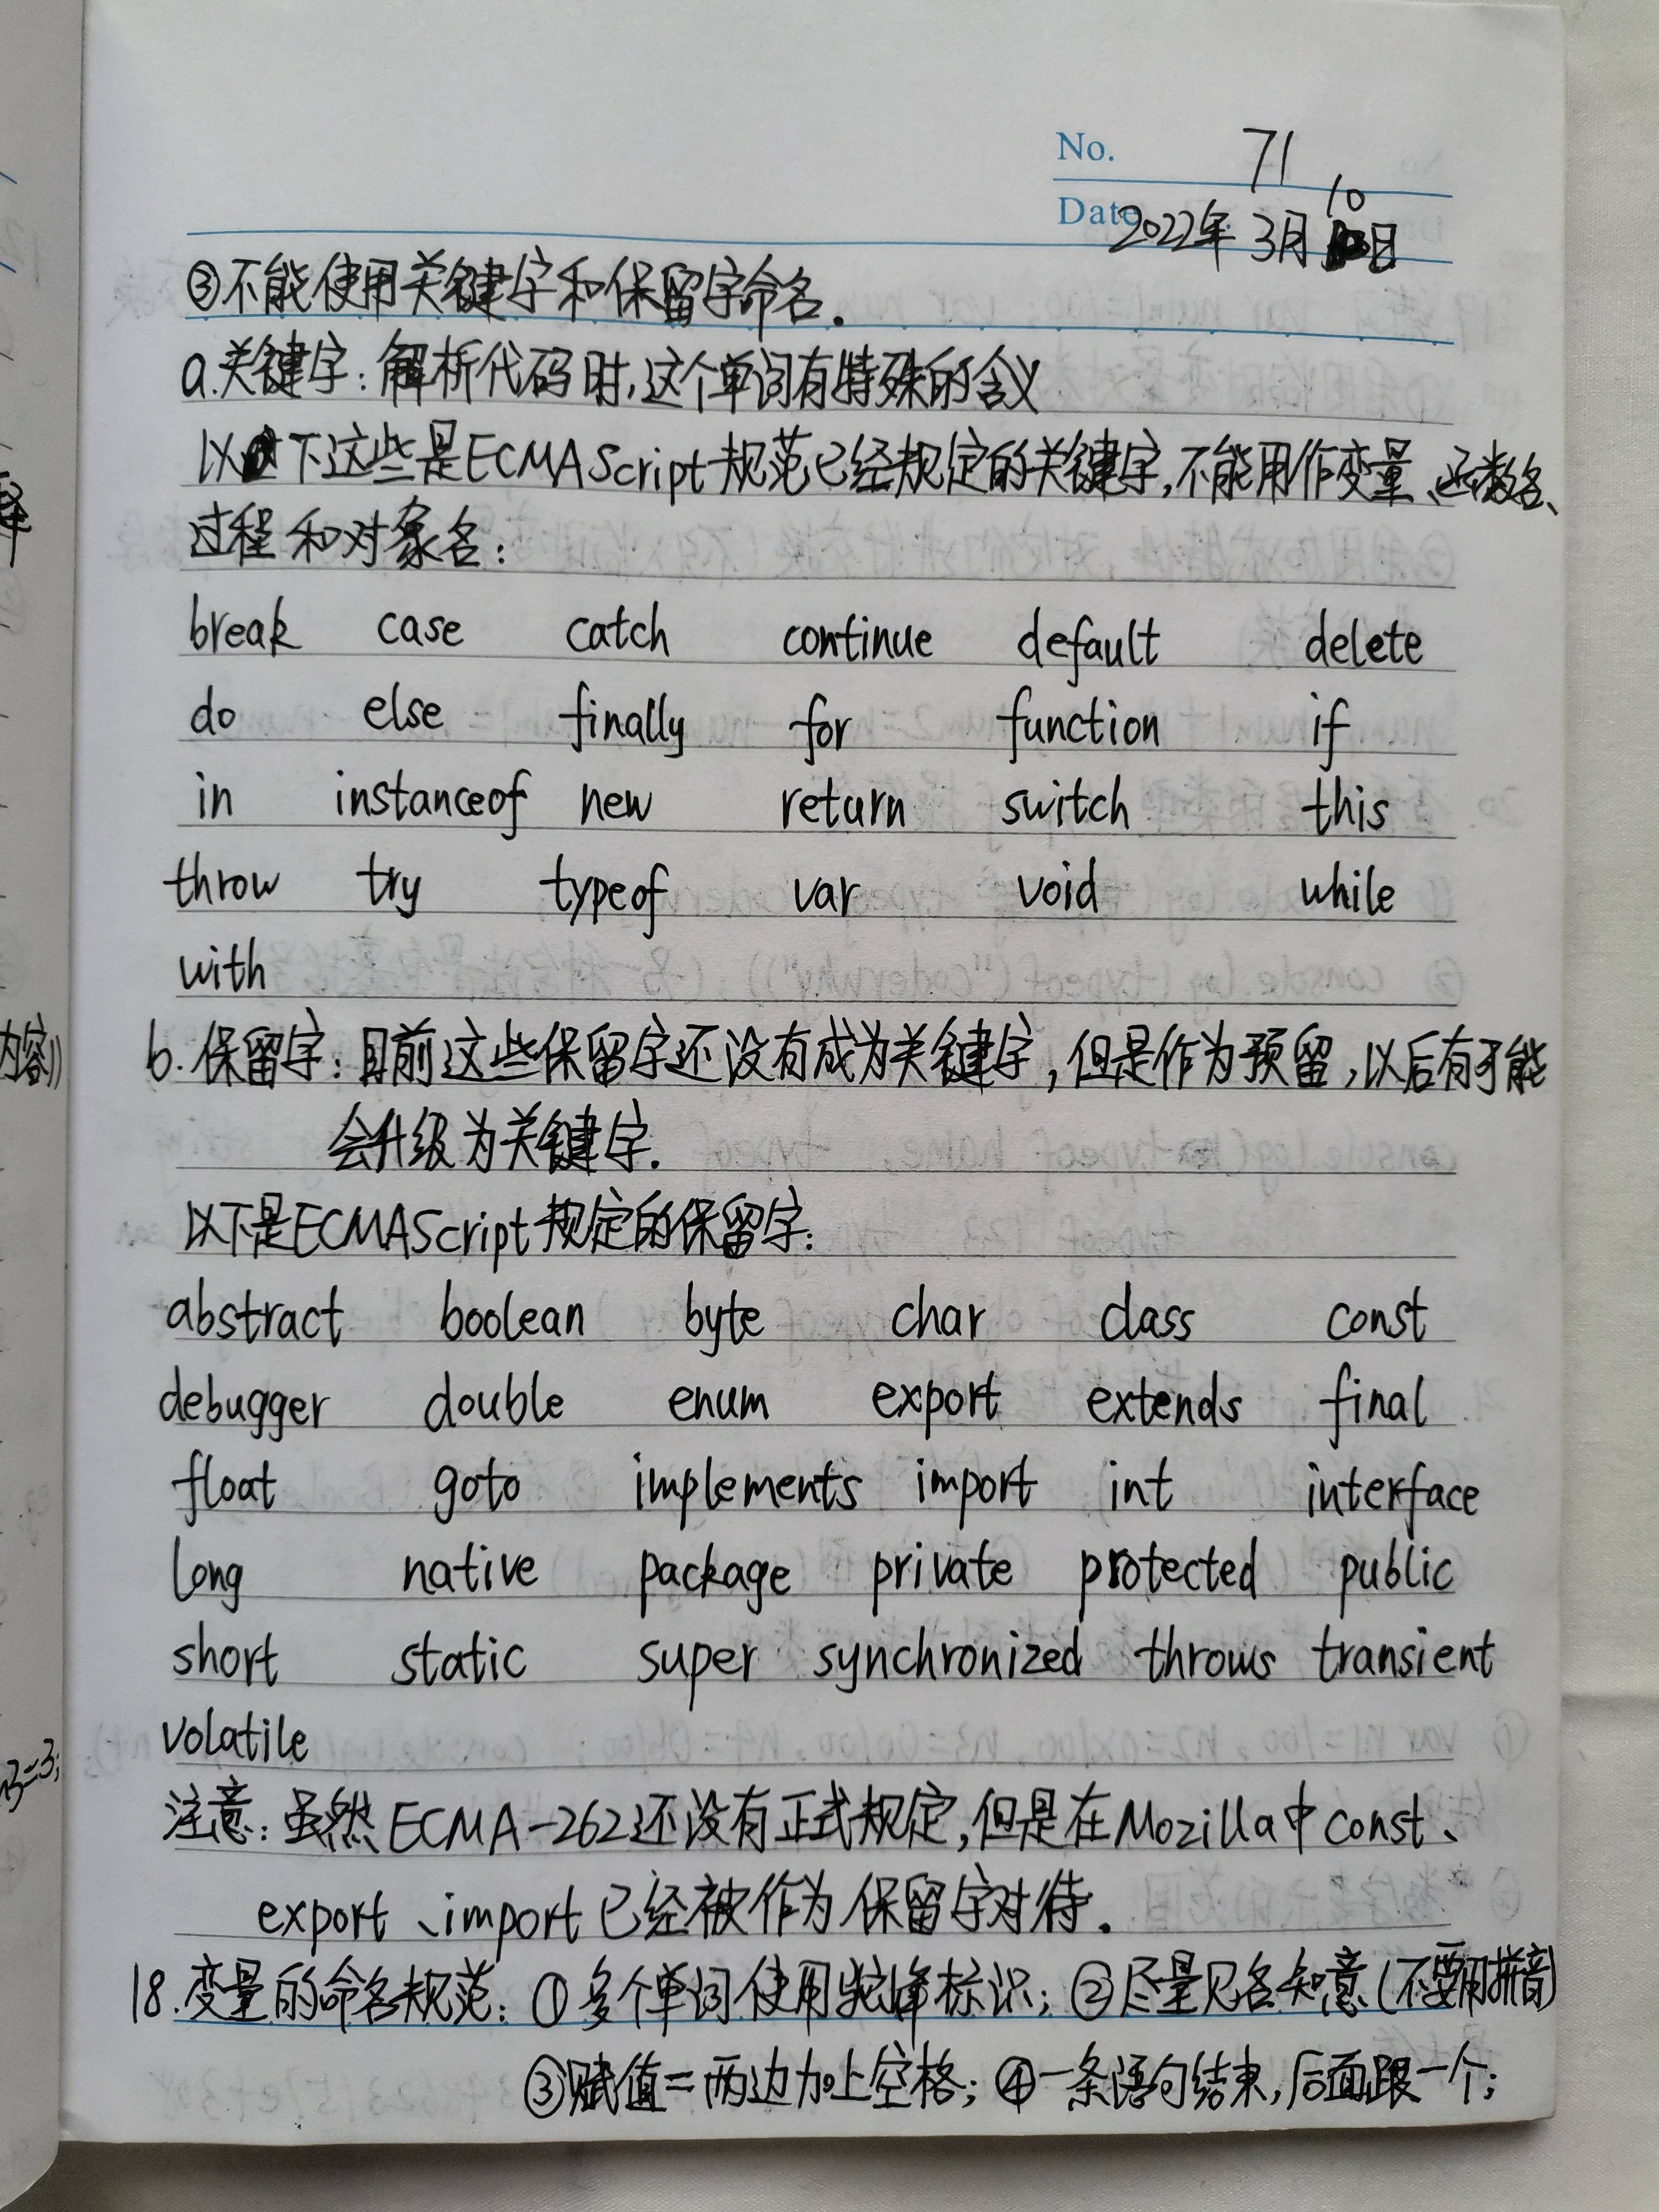 No. 71
Date 2022年3月10日
③不能使用关键字和保留字命名.
a.关键字:解析代码时,这个单词有特殊的含义
以下这些是ECMAScript规范已经规定的关键字,不能用作变量、函数名、
过程和对象名:
break case catch continue default delete
do else finally for function if
in instanceof new return switch this
throw try typeof var void while
with
b.保留字:目前这些保留字还没有成为关键字,但是作为预留,以后有可能
会升级为关键字.
以下是ECMAScript规定的保留字:
abstract boolean byte char class const
debugger double enum export extends final
float goto implements import int interface
long native package private protected public
short static super synchronized throws transient
volatile
注意:虽然ECMA-262还没有正式规定,但是在Mozilla中const、
export、import已经被作为保留字对待.
18.变量的命名规范:①多个单词使用驼峰标识;②尽量见名知意(不要用拼音)
③赋值=两边加上空格;④一条语句结束,后面跟一个;
内容))
3=3;